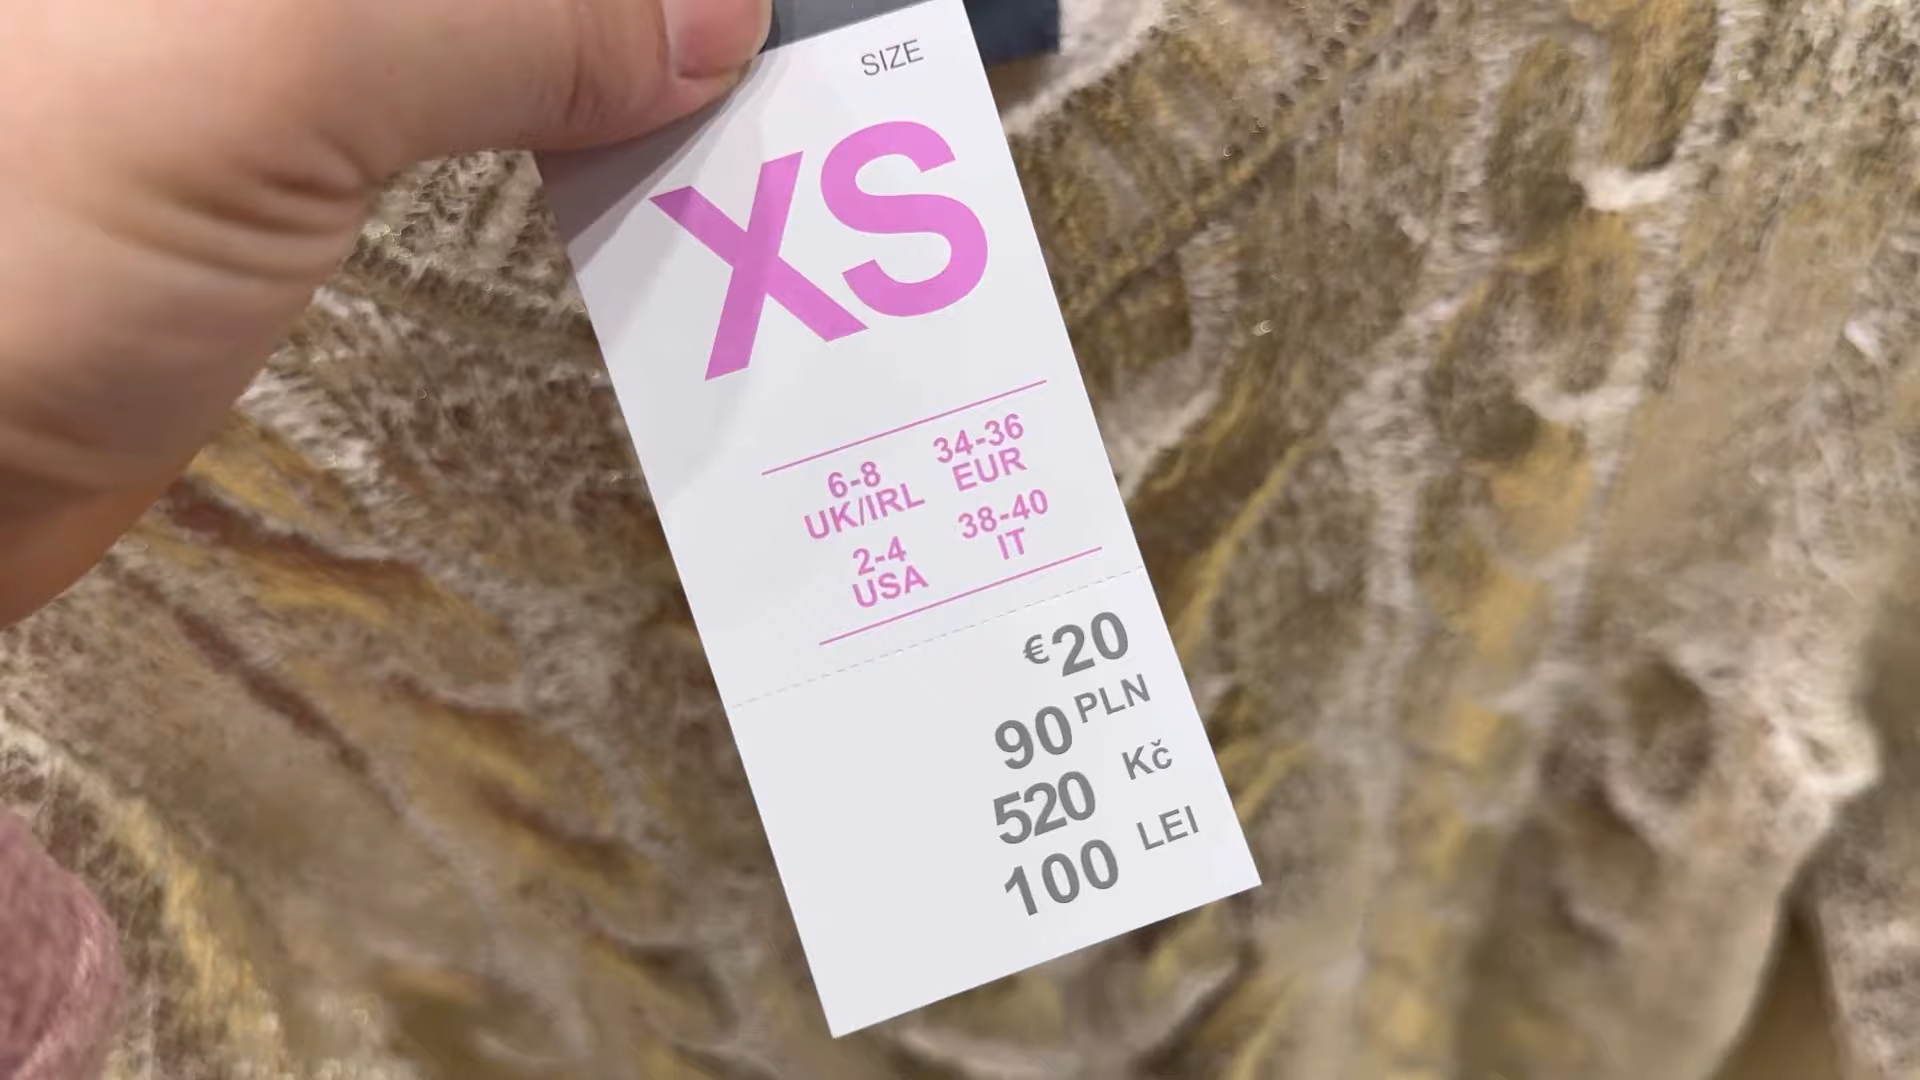 SIZE
XS
6-8 34-36
UK/IRL EUR
2-4 38-40
USA IT
€20
90 PLN
520 Kč
100 LEI